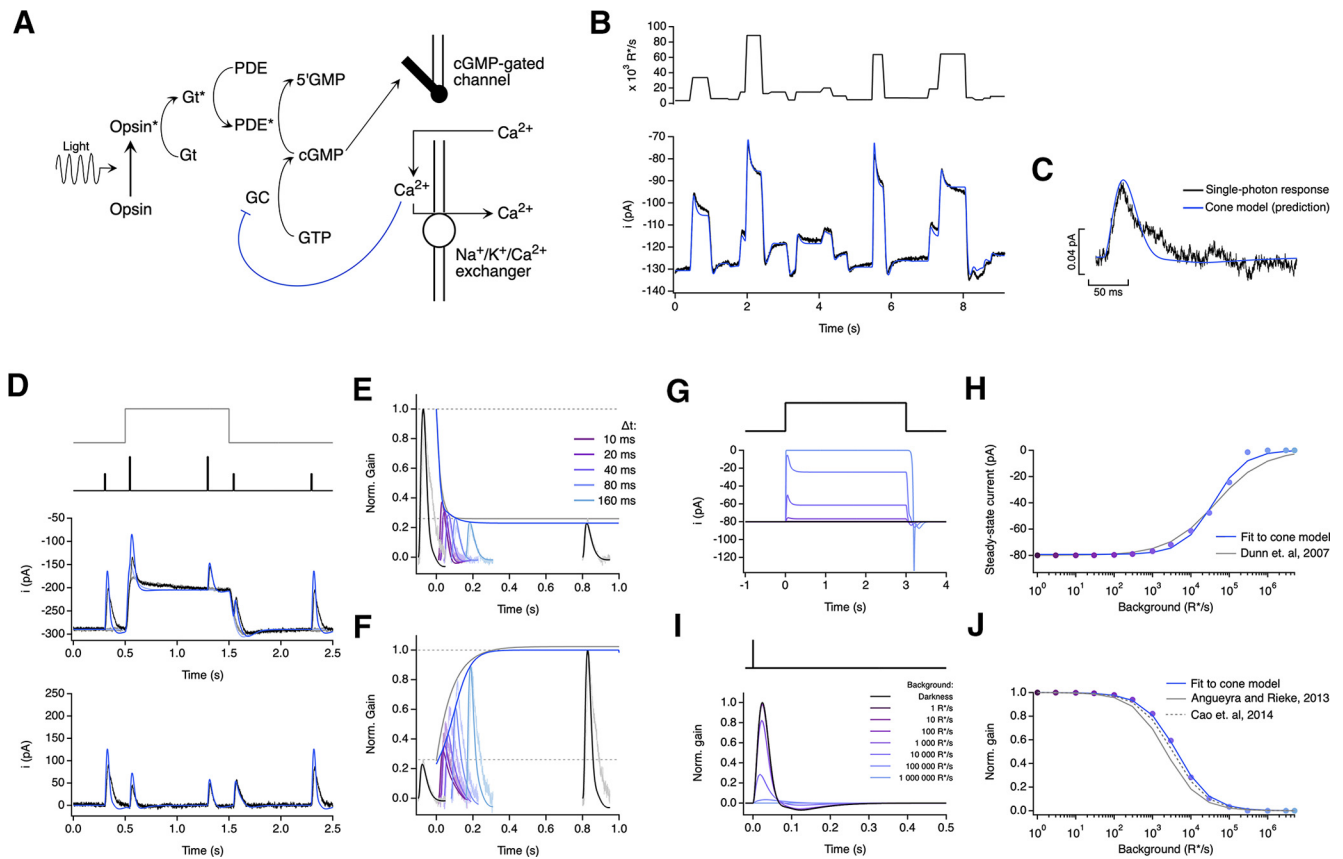 A
Light
Opsin*
Opsin
Gt*
Gt
PDE
PDE*
5'GMP
cGMP
GC
GTP
cGMP-gated
channel
Ca2+
Ca2+
Ca2+
Na+/K+/Ca2+
exchanger
B
x 10³ R*/s
100
80
60
40
20
0
i (pA)
-70
-80
-90
-100
-110
-120
-130
-140
0 2 4 6 8
Time (s)
C
Single-photon response
Cone model (prediction)
0.04 pA
50 ms
D
i (pA)
-50
-100
-150
-200
-250
-300
0.0 0.5 1.0 1.5 2.0 2.5
Time (s)
i (pA)
250
200
150
100
50
0
0.0 0.5 1.0 1.5 2.0 2.5
Time (s)
E
Norm. Gain
1.0
0.8
0.6
0.4
0.2
0.0
Δt:
10 ms
20 ms
40 ms
80 ms
160 ms
0.0 0.2 0.4 0.6 0.8 1.0
Time (s)
F
Norm. Gain
1.0
0.8
0.6
0.4
0.2
0.0
0.0 0.2 0.4 0.6 0.8 1.0
Time (s)
G
i (pA)
0
-20
-40
-60
-80
-100
-120
-1 0 1 2 3 4
Time (s)
H
Steady-state current (pA)
0
-20
-40
-60
-80
Fit to cone model
Dunn et. al, 2007
10⁰ 10¹ 10² 10³ 10⁴ 10⁵ 10⁶
Background (R*/s)
I
Norm. gain
1.0
0.8
0.6
0.4
0.2
0.0
Background:
Darkness
1 R*/s
10 R*/s
100 R*/s
1 000 R*/s
10 000 R*/s
100 000 R*/s
1 000 000 R*/s
0.0 0.1 0.2 0.3 0.4 0.5
Time (s)
J
Norm. gain
1.0
0.8
0.6
0.4
0.2
0.0
Fit to cone model
Angueyra and Rieke, 2013
Cao et. al, 2014
10⁰ 10¹ 10² 10³ 10⁴ 10⁵ 10⁶
Background (R*/s)